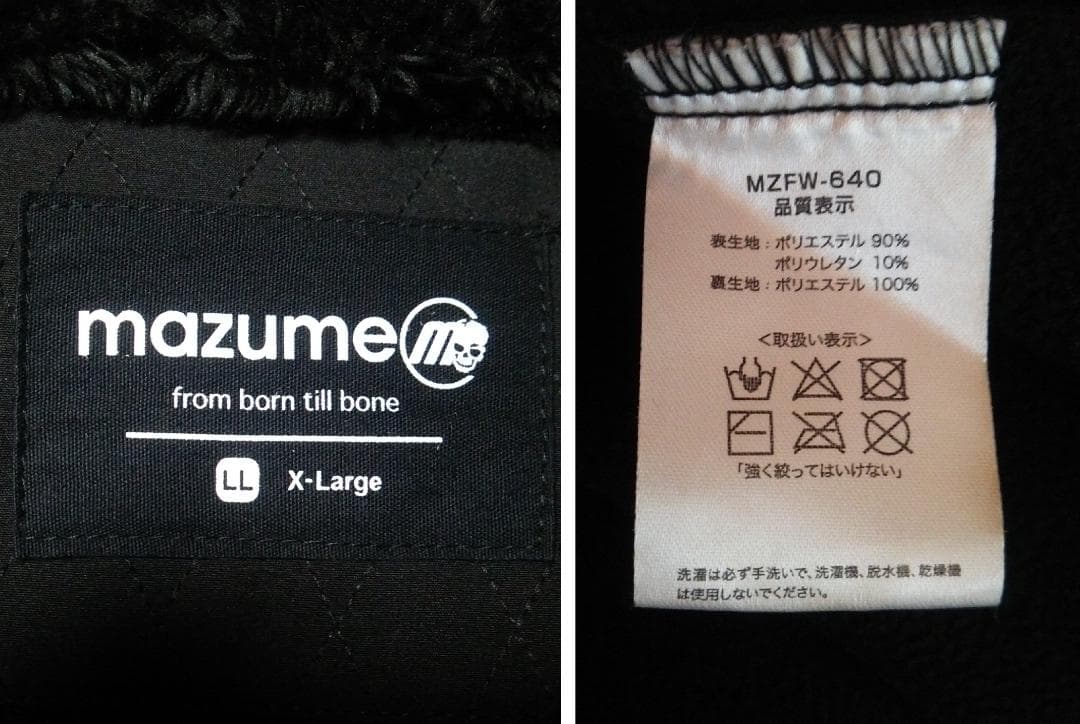 mazume
from born till bone
LL X-Large
MZFW-640
品質表示
表生地：ポリエステル 90%
ポリウレタン 10%
裏生地：ポリエステル 100%
＜取扱い表示＞
「強く絞ってはいけない」
洗濯は必ず手洗いで、洗濯機、脱水機、乾燥機
は使用しないでください。